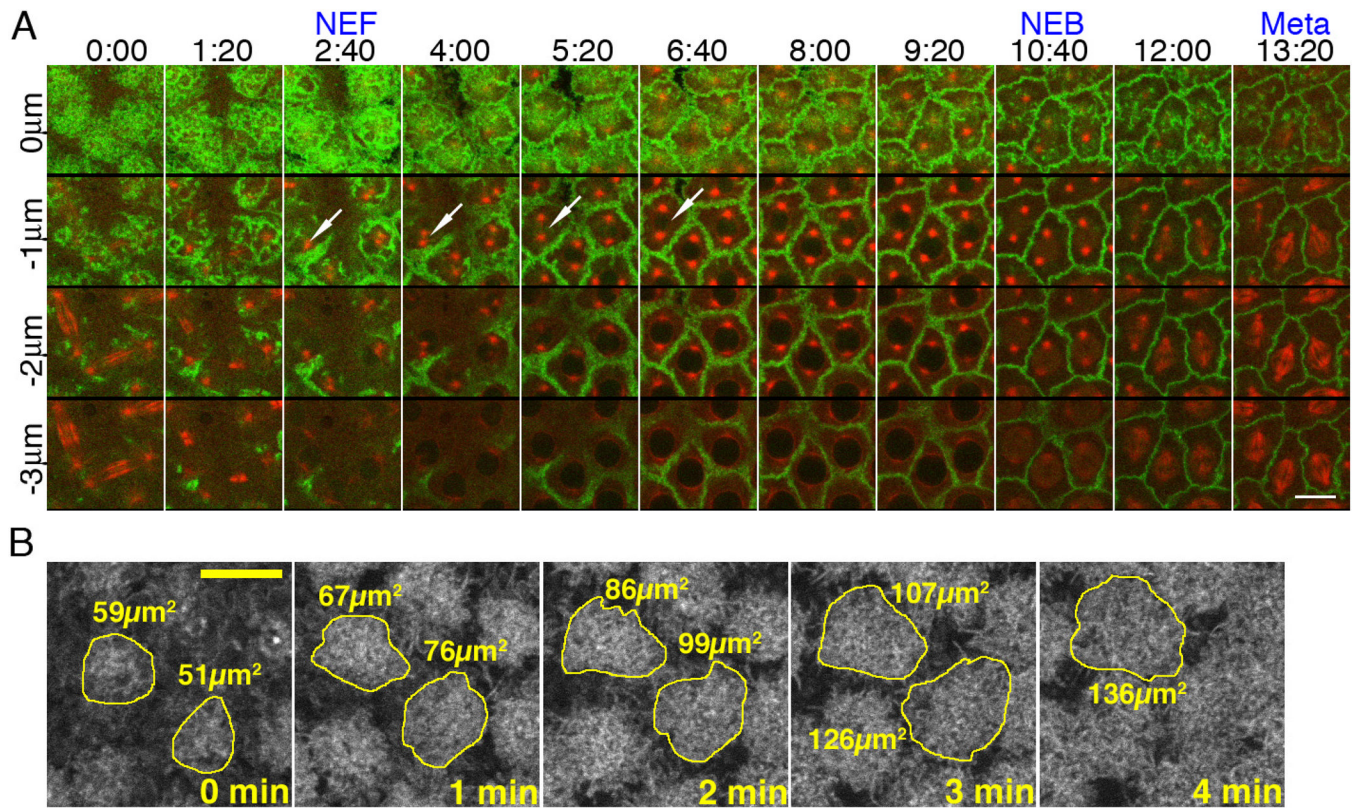 A
NEF NEB Meta
0:00 1:20 2:40 4:00 5:20 6:40 8:00 9:20 10:40 12:00 13:20
0µm
-1µm
-2µm
-3µm
B
59µm²
51µm²
0 min
67µm²
76µm²
1 min
86µm²
99µm²
2 min
107µm²
126µm²
3 min
136µm²
4 min